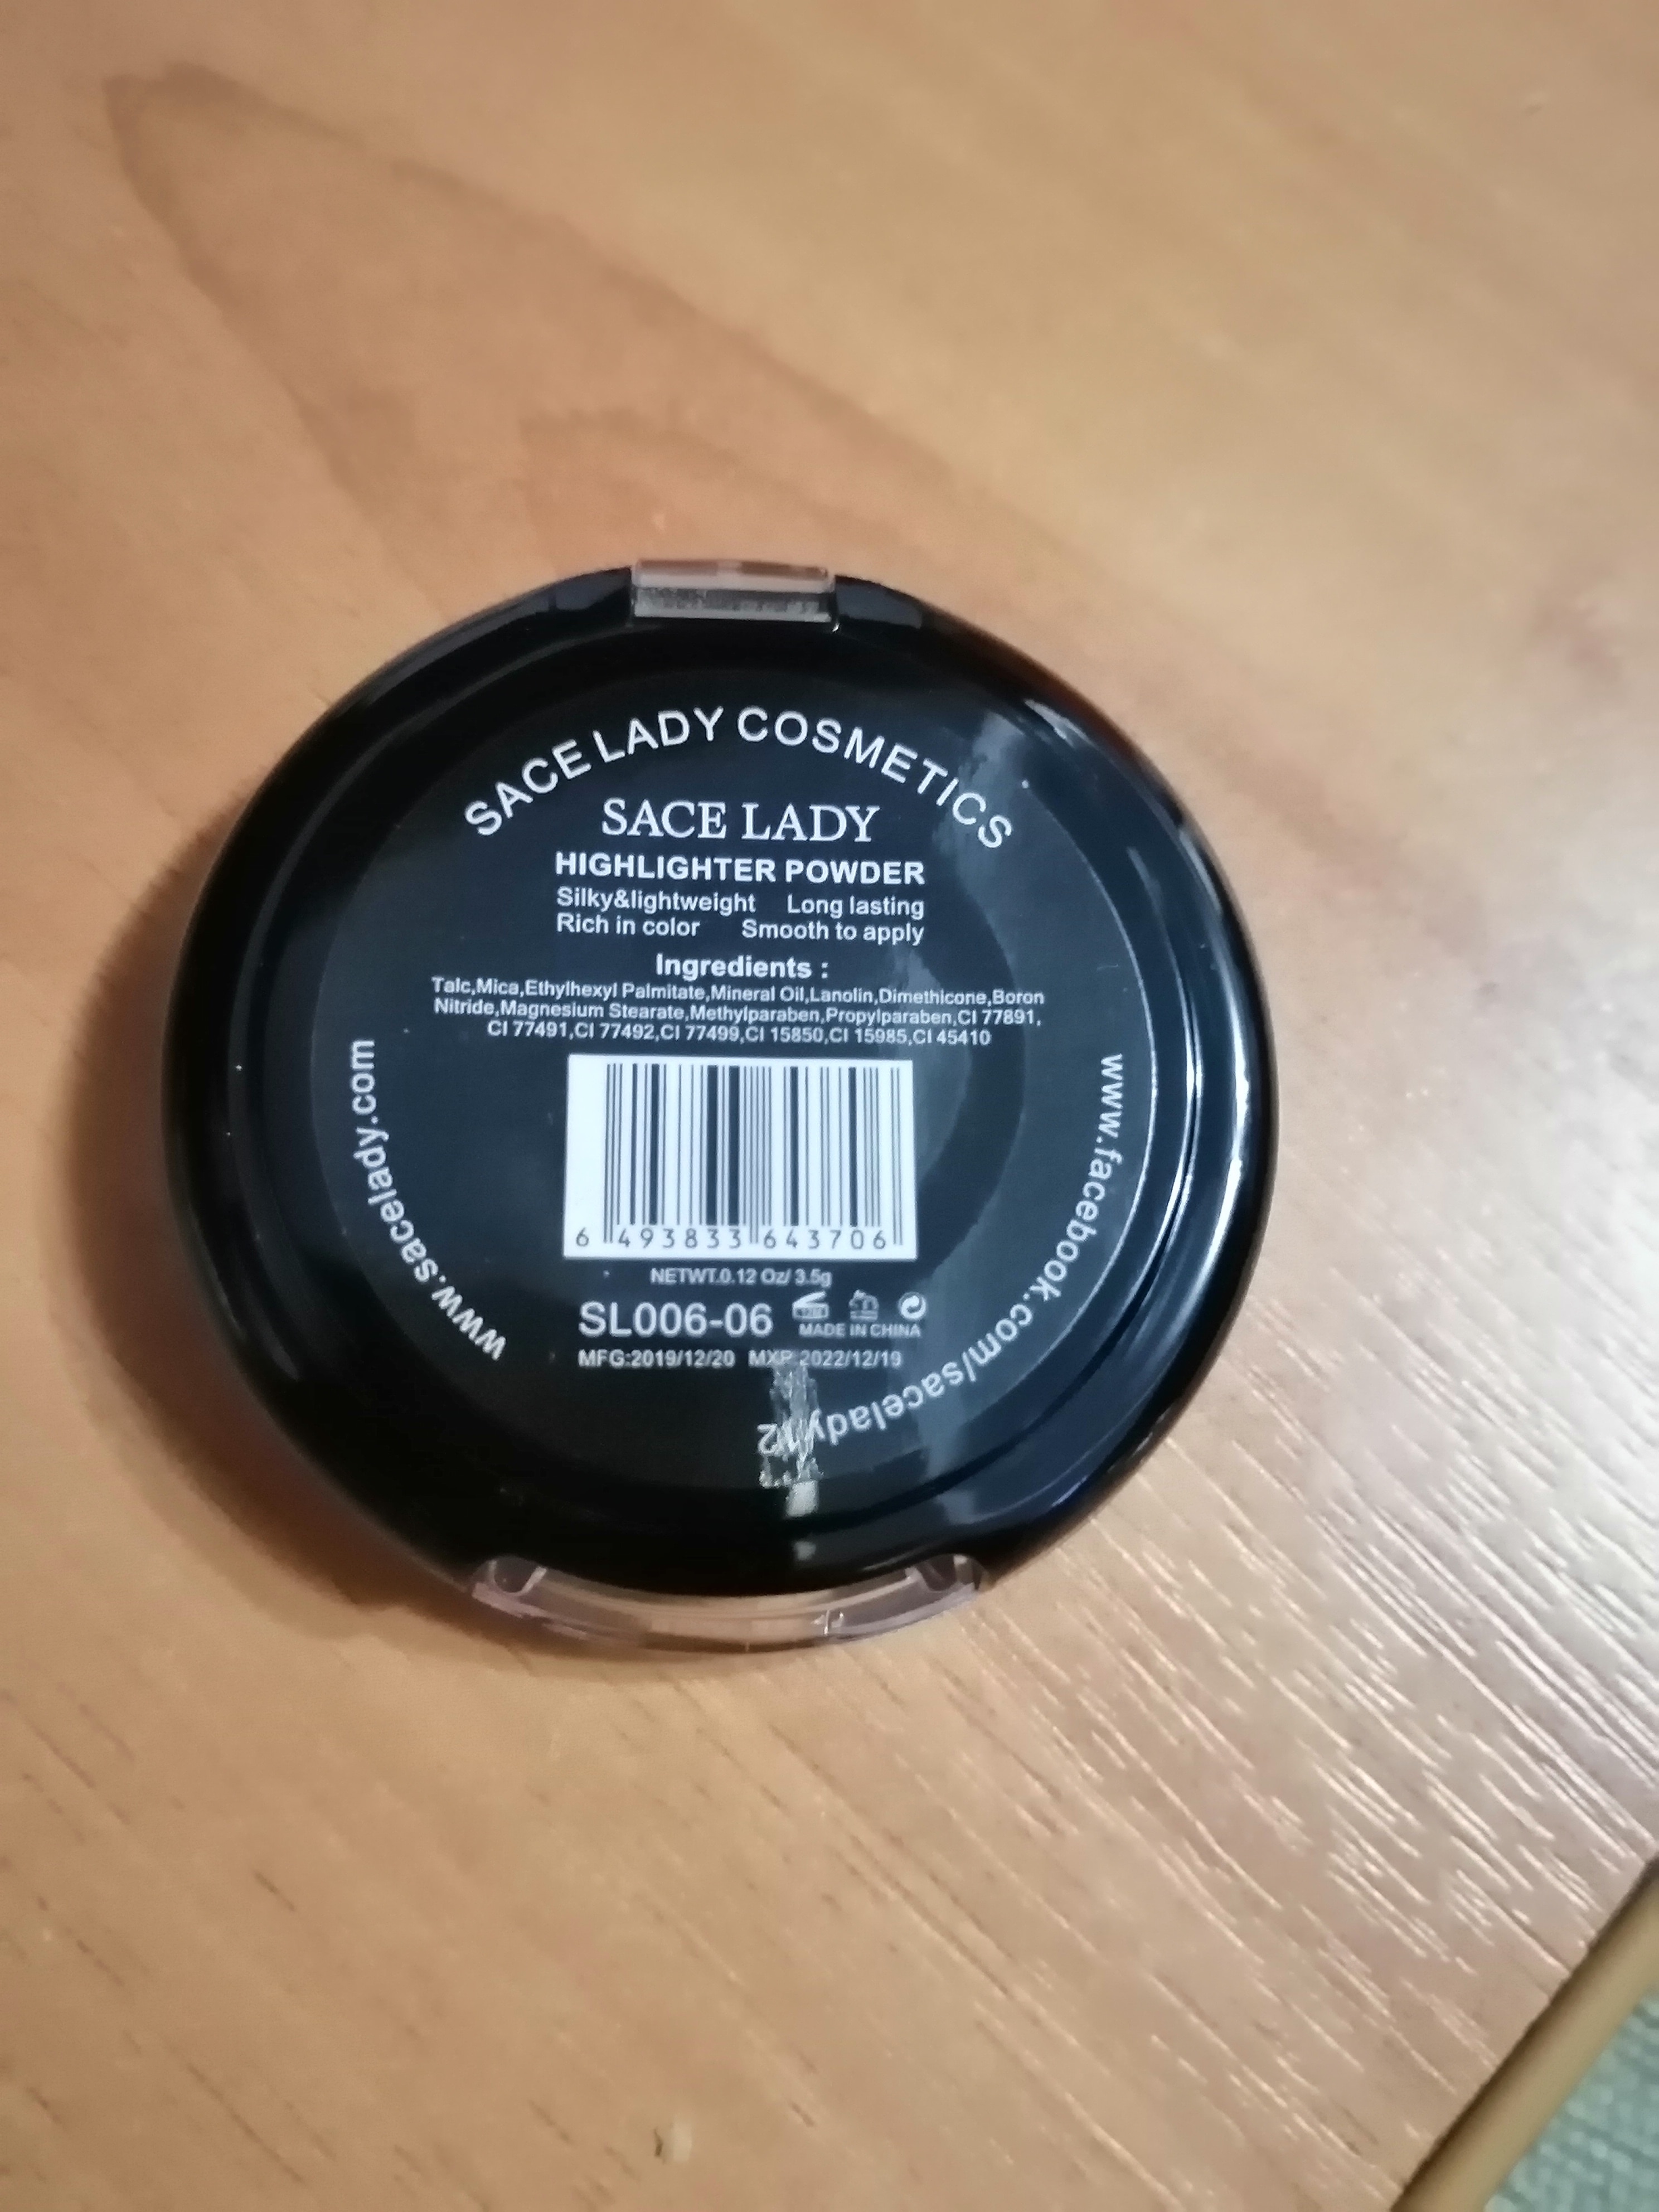 SACE LADY COSMETICS
SACE LADY
HIGHLIGHTER POWDER
Silky&lightweight Long lasting
Rich in color Smooth to apply
Ingredients :
Talc,Mica,Ethylhexyl Palmitate,Mineral Oil,Lanolin,Dimethicone,Boron
Nitride,Magnesium Stearate,Methylparaben,Propylparaben,CI 77891,
CI 77491,CI 77492,CI 77499,CI 15850,CI 15985,CI 45410
6 493833 643706
NETWT.0.12 Oz/ 3.5g
SL006-06
MADE IN CHINA
MFG:2019/12/20 MXP:2022/12/19
www.sacelady.com
www.facebook.com/sacelady12